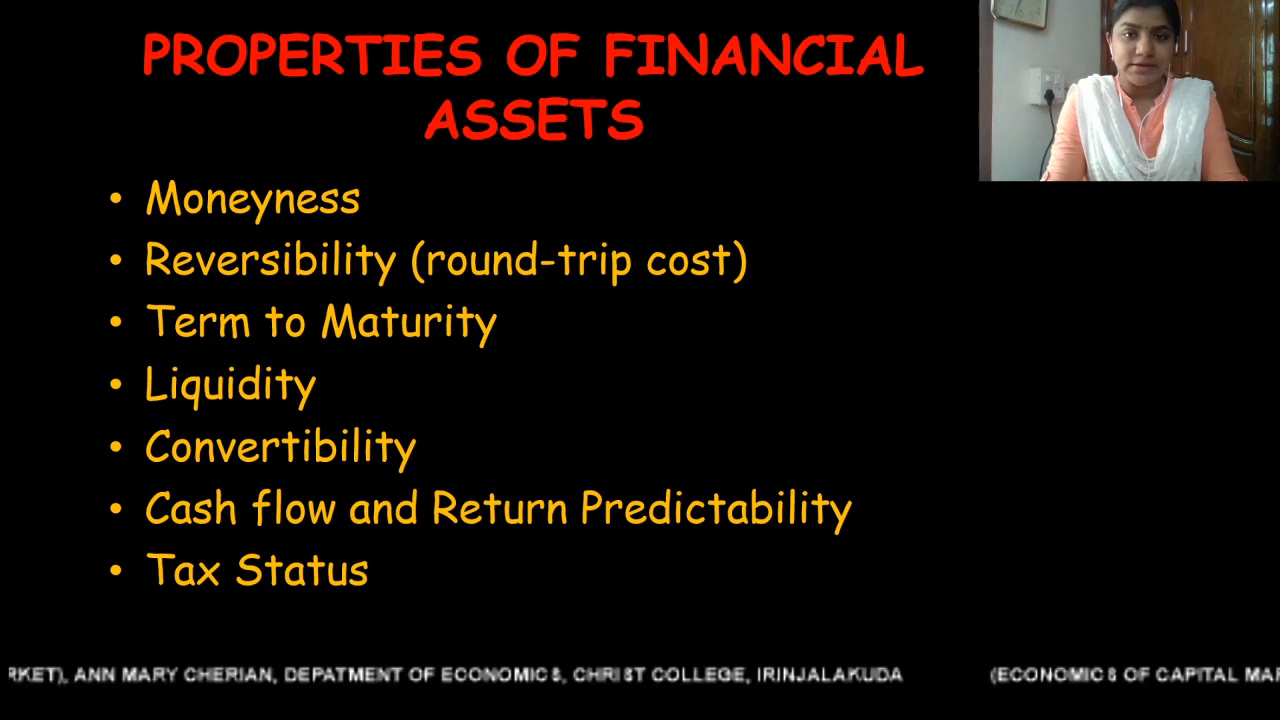 PROPERTIES OF FINANCIAL
ASSETS
• Moneyness
• Reversibility (round-trip cost)
• Term to Maturity
• Liquidity
• Convertibility
• Cash flow and Return Predictability
• Tax Status
RKET), ANN MARY CHERIAN, DEPATMENT OF ECONOMICS, CHRIST COLLEGE, IRINJALAKUDA (ECONOMICS OF CAPITAL MAR